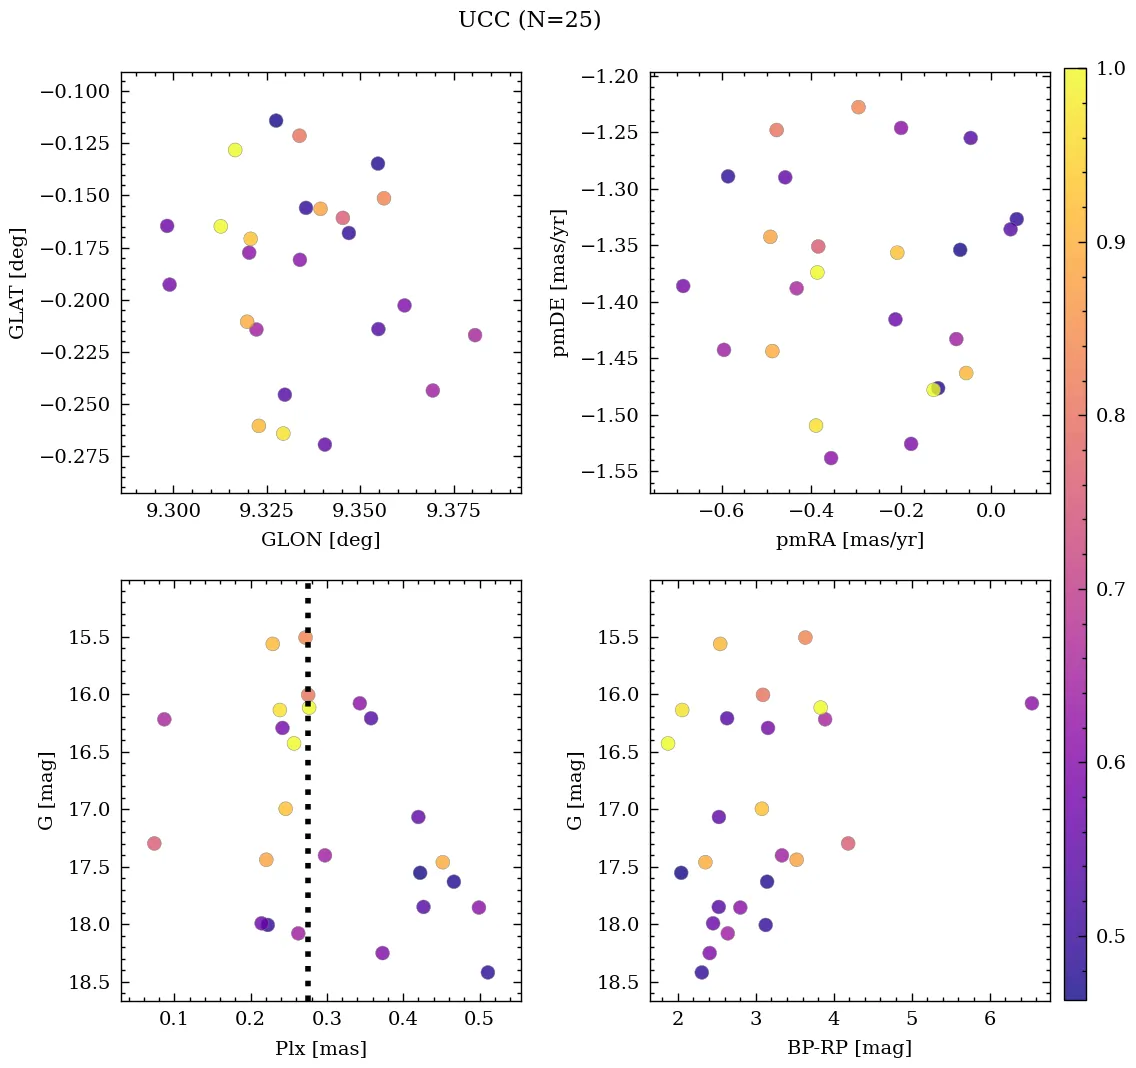 UCC (N=25)
−0.100
−0.125
−0.150
−0.175
−0.200
−0.225
−0.250
−0.275
GLAT [deg]
9.300 9.325 9.350 9.375
GLON [deg]
−1.20
−1.25
−1.30
−1.35
−1.40
−1.45
−1.50
−1.55
pmDE [mas/yr]
−0.6 −0.4 −0.2 0.0
pmRA [mas/yr]
15.5
16.0
16.5
17.0
17.5
18.0
18.5
G [mag]
0.1 0.2 0.3 0.4 0.5
Plx [mas]
15.5
16.0
16.5
17.0
17.5
18.0
18.5
G [mag]
2 3 4 5 6
BP-RP [mag]
1.0
0.9
0.8
0.7
0.6
0.5